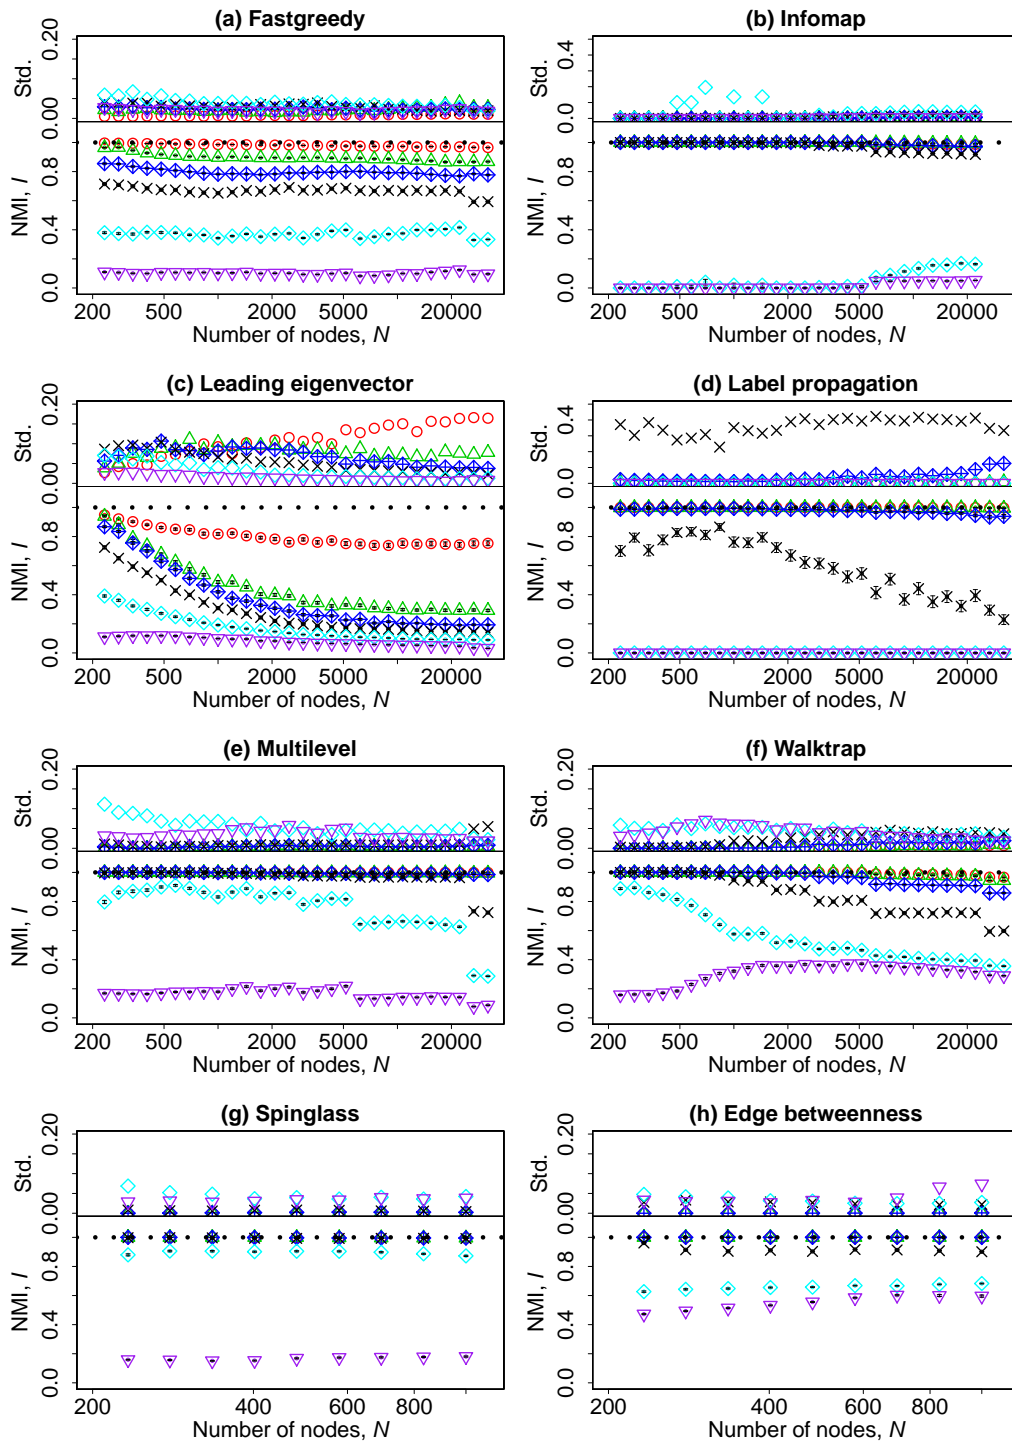 (a) Fastgreedy
(b) Infomap
Std.
0.00 0.20
NMI, I
0.0 0.4 0.8
200 500 5000 20000
Number of nodes, N
Std.
0.0 0.4
NMI, I
0.0 0.4 0.8
200 500 5000 20000
Number of nodes, N
(c) Leading eigenvector
(d) Label propagation
Std.
0.00 0.20
NMI, I
0.0 0.4 0.8
200 500 2000 20000
Number of nodes, N
Std.
0.0 0.4
NMI, I
0.0 0.4 0.8
200 500 2000 20000
Number of nodes, N
(e) Multilevel
(f) Walktrap
Std.
0.00 0.20
NMI, I
0.0 0.4 0.8
200 500 5000 20000
Number of nodes, N
Std.
0.00 0.20
NMI, I
0.0 0.4 0.8
200 500 5000 20000
Number of nodes, N
(g) Spinglass
(h) Edge betweenness
Std.
0.00 0.20
NMI, I
0.0 0.4 0.8
200 400 600 800
Number of nodes, N
Std.
0.00 0.20
NMI, I
0.0 0.4 0.8
200 400 600 800
Number of nodes, N